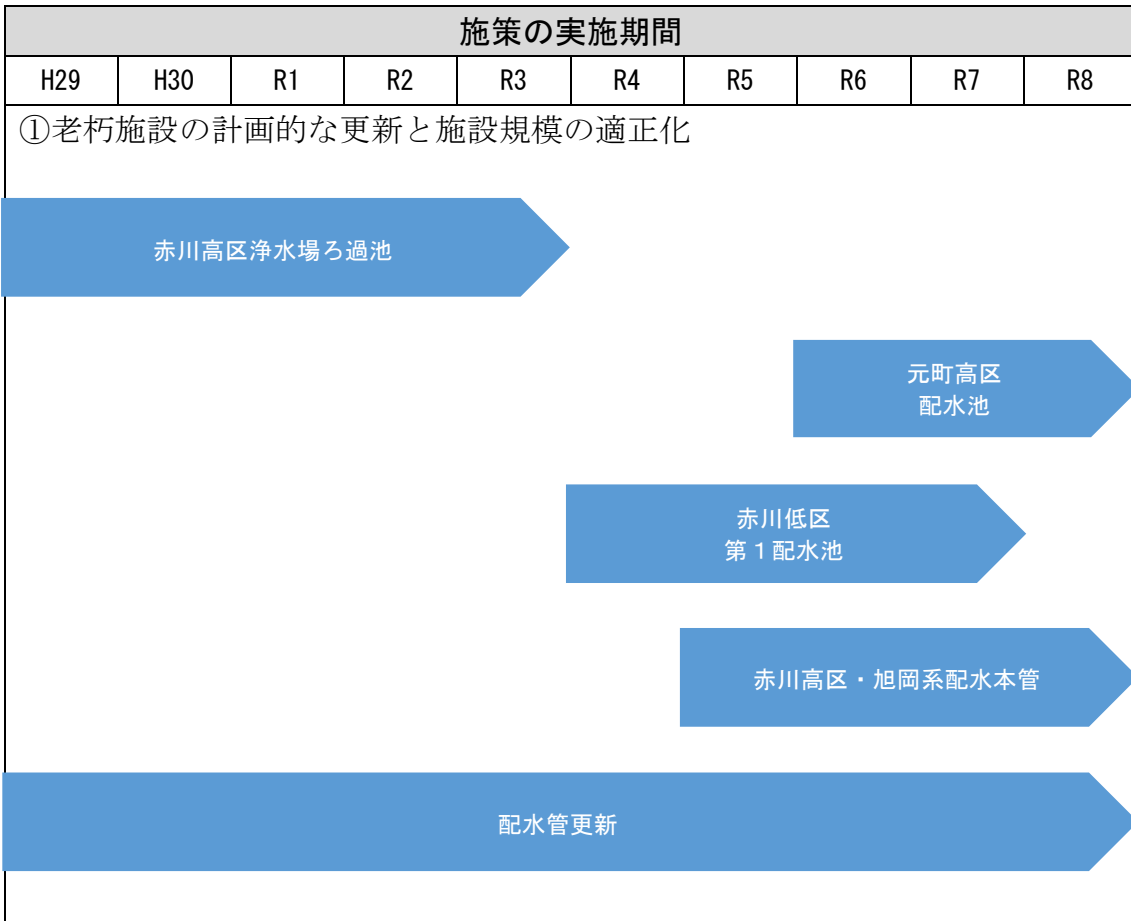 施策の実施期間
H29 H30 R1 R2 R3 R4 R5 R6 R7 R8
①老朽施設の計画的な更新と施設規模の適正化
赤川高区浄水場ろ過池
元町高区
配水池
赤川低区
第１配水池
赤川高区・旭岡系配水本管
配水管更新